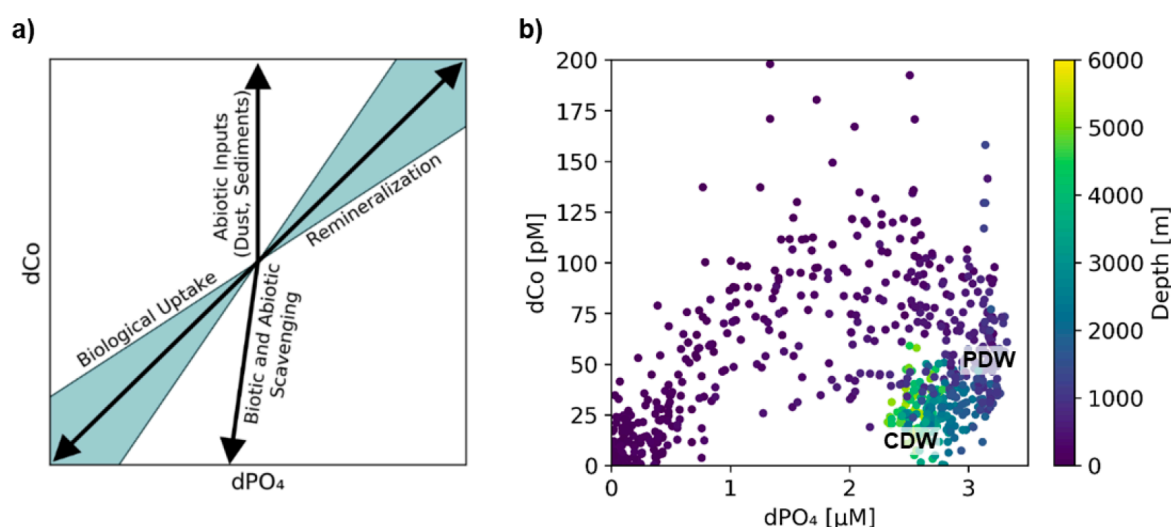 a)
dCo
dPO₄
Abiotic Inputs
(Dust, Sediments)
Remineralization
Biological Uptake
Biotic and Abiotic
Scavenging
b)
dCo [pM]
200
175
150
125
100
75
50
25
0
0 1 2 3
dPO₄ [µM]
PDW
CDW
6000
5000
4000
3000
2000
1000
0
Depth [m]